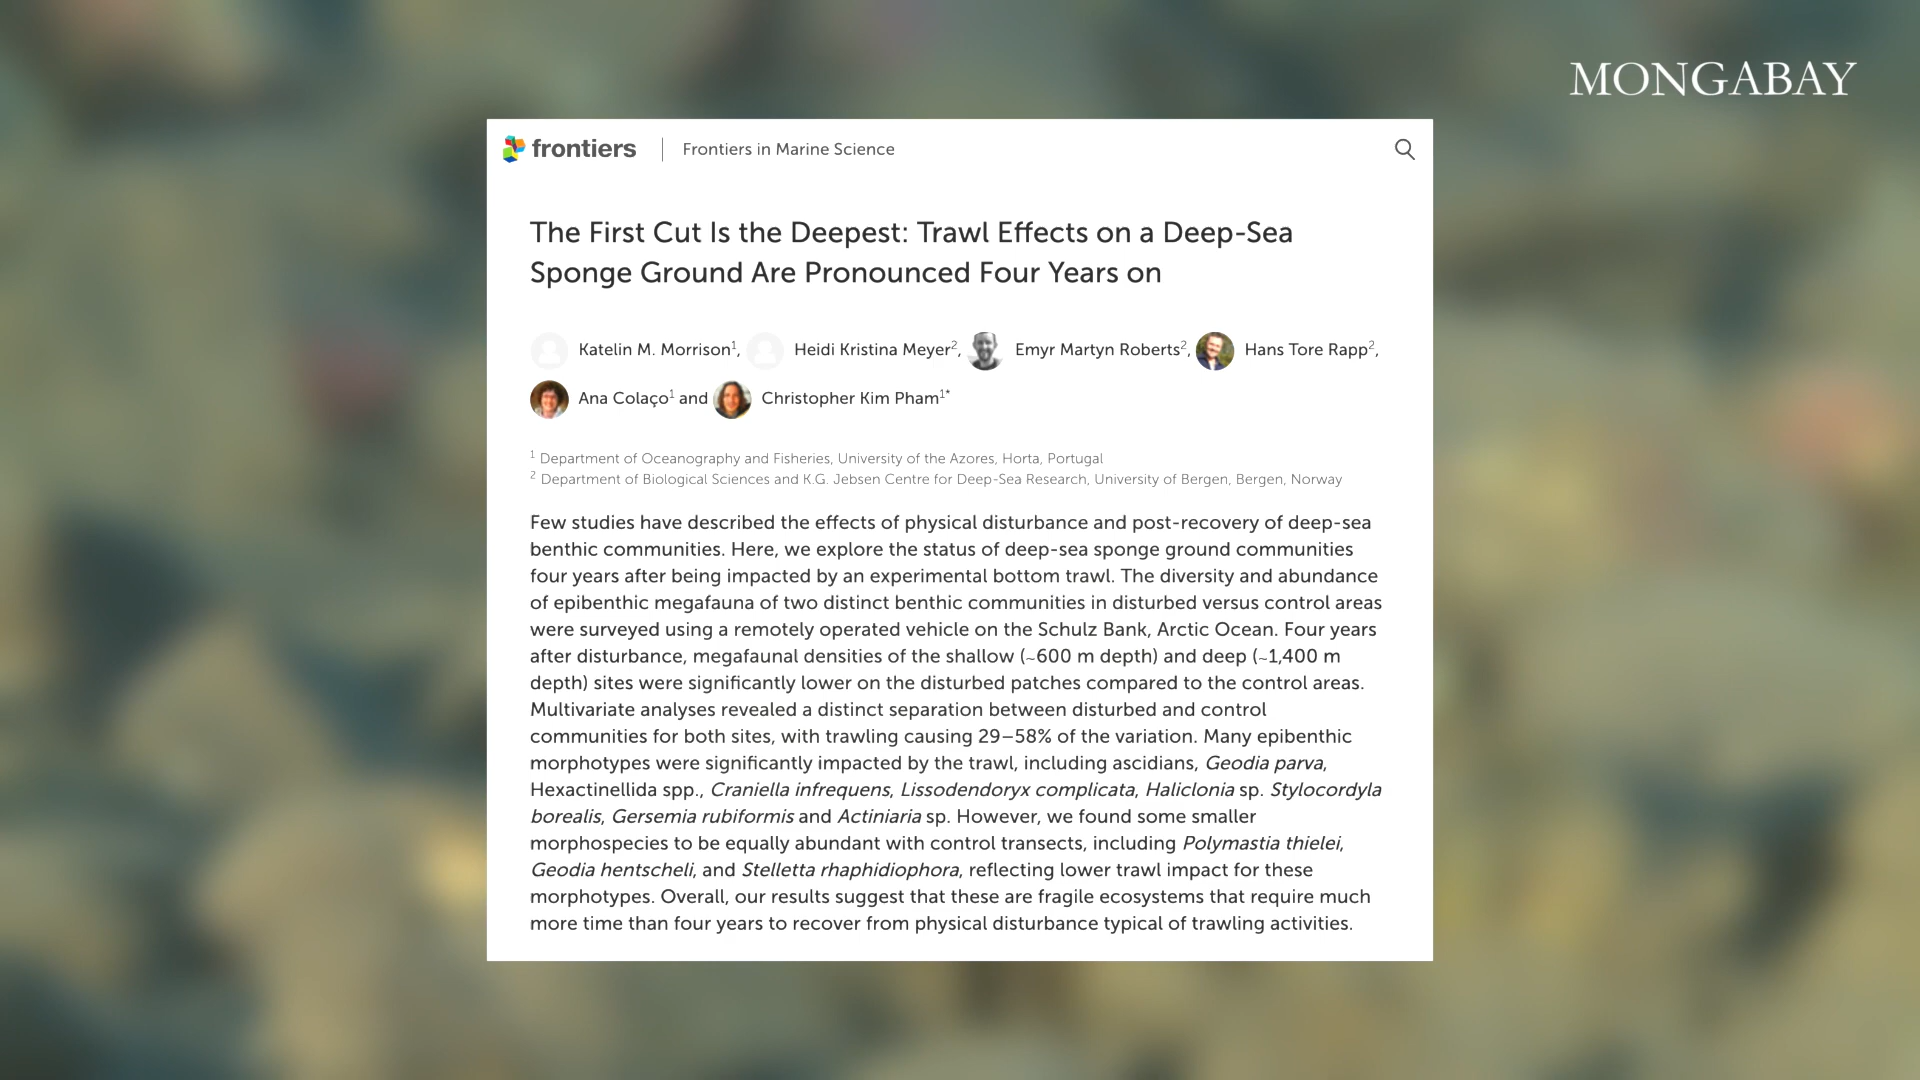 MONGABAY
frontiers | Frontiers in Marine Science
The First Cut Is the Deepest: Trawl Effects on a Deep-Sea
Sponge Ground Are Pronounced Four Years on
Katelin M. Morrison¹, Heidi Kristina Meyer², Emyr Martyn Roberts², Hans Tore Rapp²,
Ana Colaço¹ and Christopher Kim Pham¹*
¹ Department of Oceanography and Fisheries, University of the Azores, Horta, Portugal
² Department of Biological Sciences and K.G. Jebsen Centre for Deep-Sea Research, University of Bergen, Bergen, Norway
Few studies have described the effects of physical disturbance and post-recovery of deep-sea
benthic communities. Here, we explore the status of deep-sea sponge ground communities
four years after being impacted by an experimental bottom trawl. The diversity and abundance
of epibenthic megafauna of two distinct benthic communities in disturbed versus control areas
were surveyed using a remotely operated vehicle on the Schulz Bank, Arctic Ocean. Four years
after disturbance, megafaunal densities of the shallow (~600 m depth) and deep (~1,400 m
depth) sites were significantly lower on the disturbed patches compared to the control areas.
Multivariate analyses revealed a distinct separation between disturbed and control
communities for both sites, with trawling causing 29–58% of the variation. Many epibenthic
morphotypes were significantly impacted by the trawl, including ascidians, Geodia parva,
Hexactinellida spp., Craniella infrequens, Lissodendoryx complicata, Haliclonia sp. Stylocordyla
borealis, Gersemia rubiformis and Actiniaria sp. However, we found some smaller
morphospecies to be equally abundant with control transects, including Polymastia thielei,
Geodia hentscheli, and Stelletta rhaphidiophora, reflecting lower trawl impact for these
morphotypes. Overall, our results suggest that these are fragile ecosystems that require much
more time than four years to recover from physical disturbance typical of trawling activities.